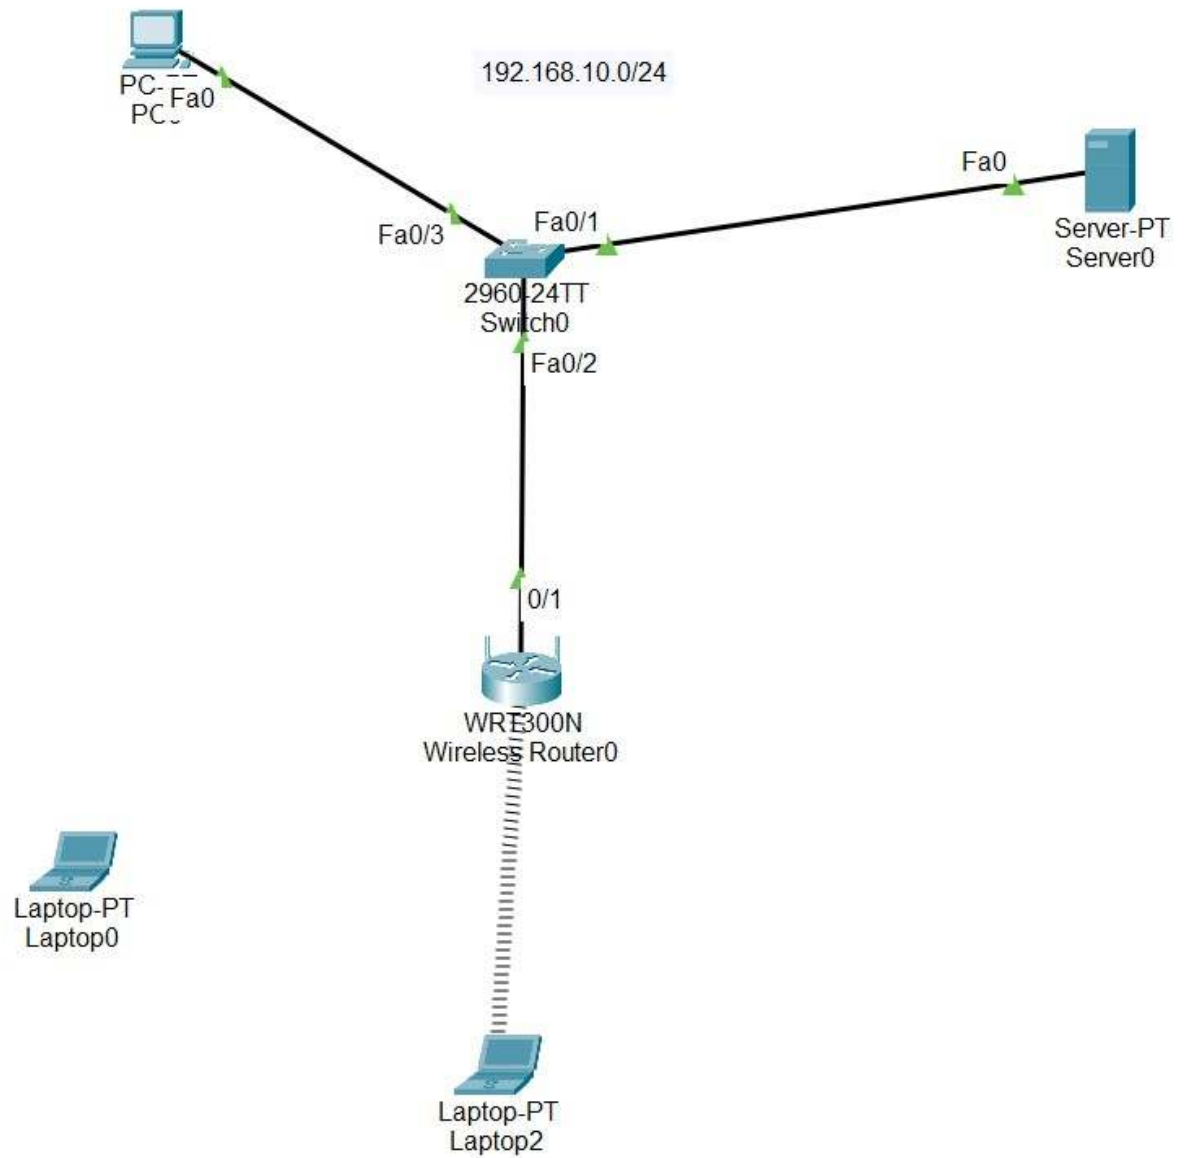 192.168.10.0/24
PC-
Fa0
Fa0/3
Fa0/1
Fa0
Server-PT
Server0
2960-24TT
Switch0
Fa0/2
0/1
WRT300N
Wireless Router0
Laptop-PT
Laptop0
Laptop-PT
Laptop2